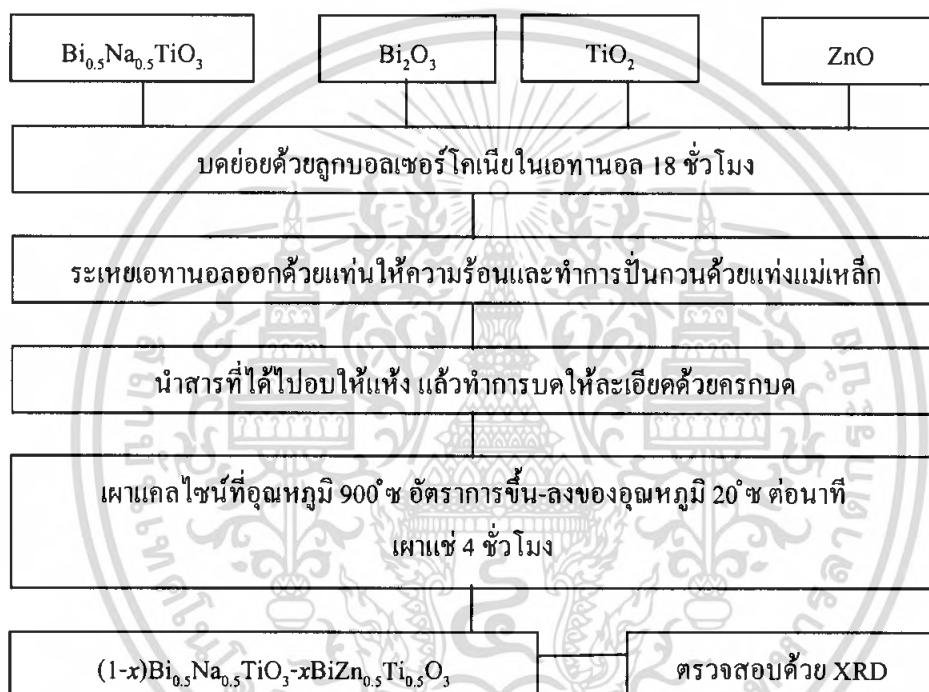 Bi₀.₅Na₀.₅TiO₃ Bi₂O₃ TiO₂ ZnO
บดย่อยด้วยลูกบอลเซอร์โคเนียในเอทานอล 18 ชั่วโมง
ระเหยเอทานอลออกด้วยแท่นให้ความร้อนและทำการปั่นกวนด้วยแท่งแม่เหล็ก
นำสารที่ได้ไปอบให้แห้ง แล้วทำการบดให้ละเอียดด้วยครกบด
เผาแคลไซน์ที่อุณหภูมิ 900 ํซ อัตราการขึ้น-ลงของอุณหภูมิ 20 ํซ ต่อนาที
เผาแช่ 4 ชั่วโมง
(1-x)Bi₀.₅Na₀.₅TiO₃-xBiZn₀.₅Ti₀.₅O₃ ตรวจสอบด้วย XRD